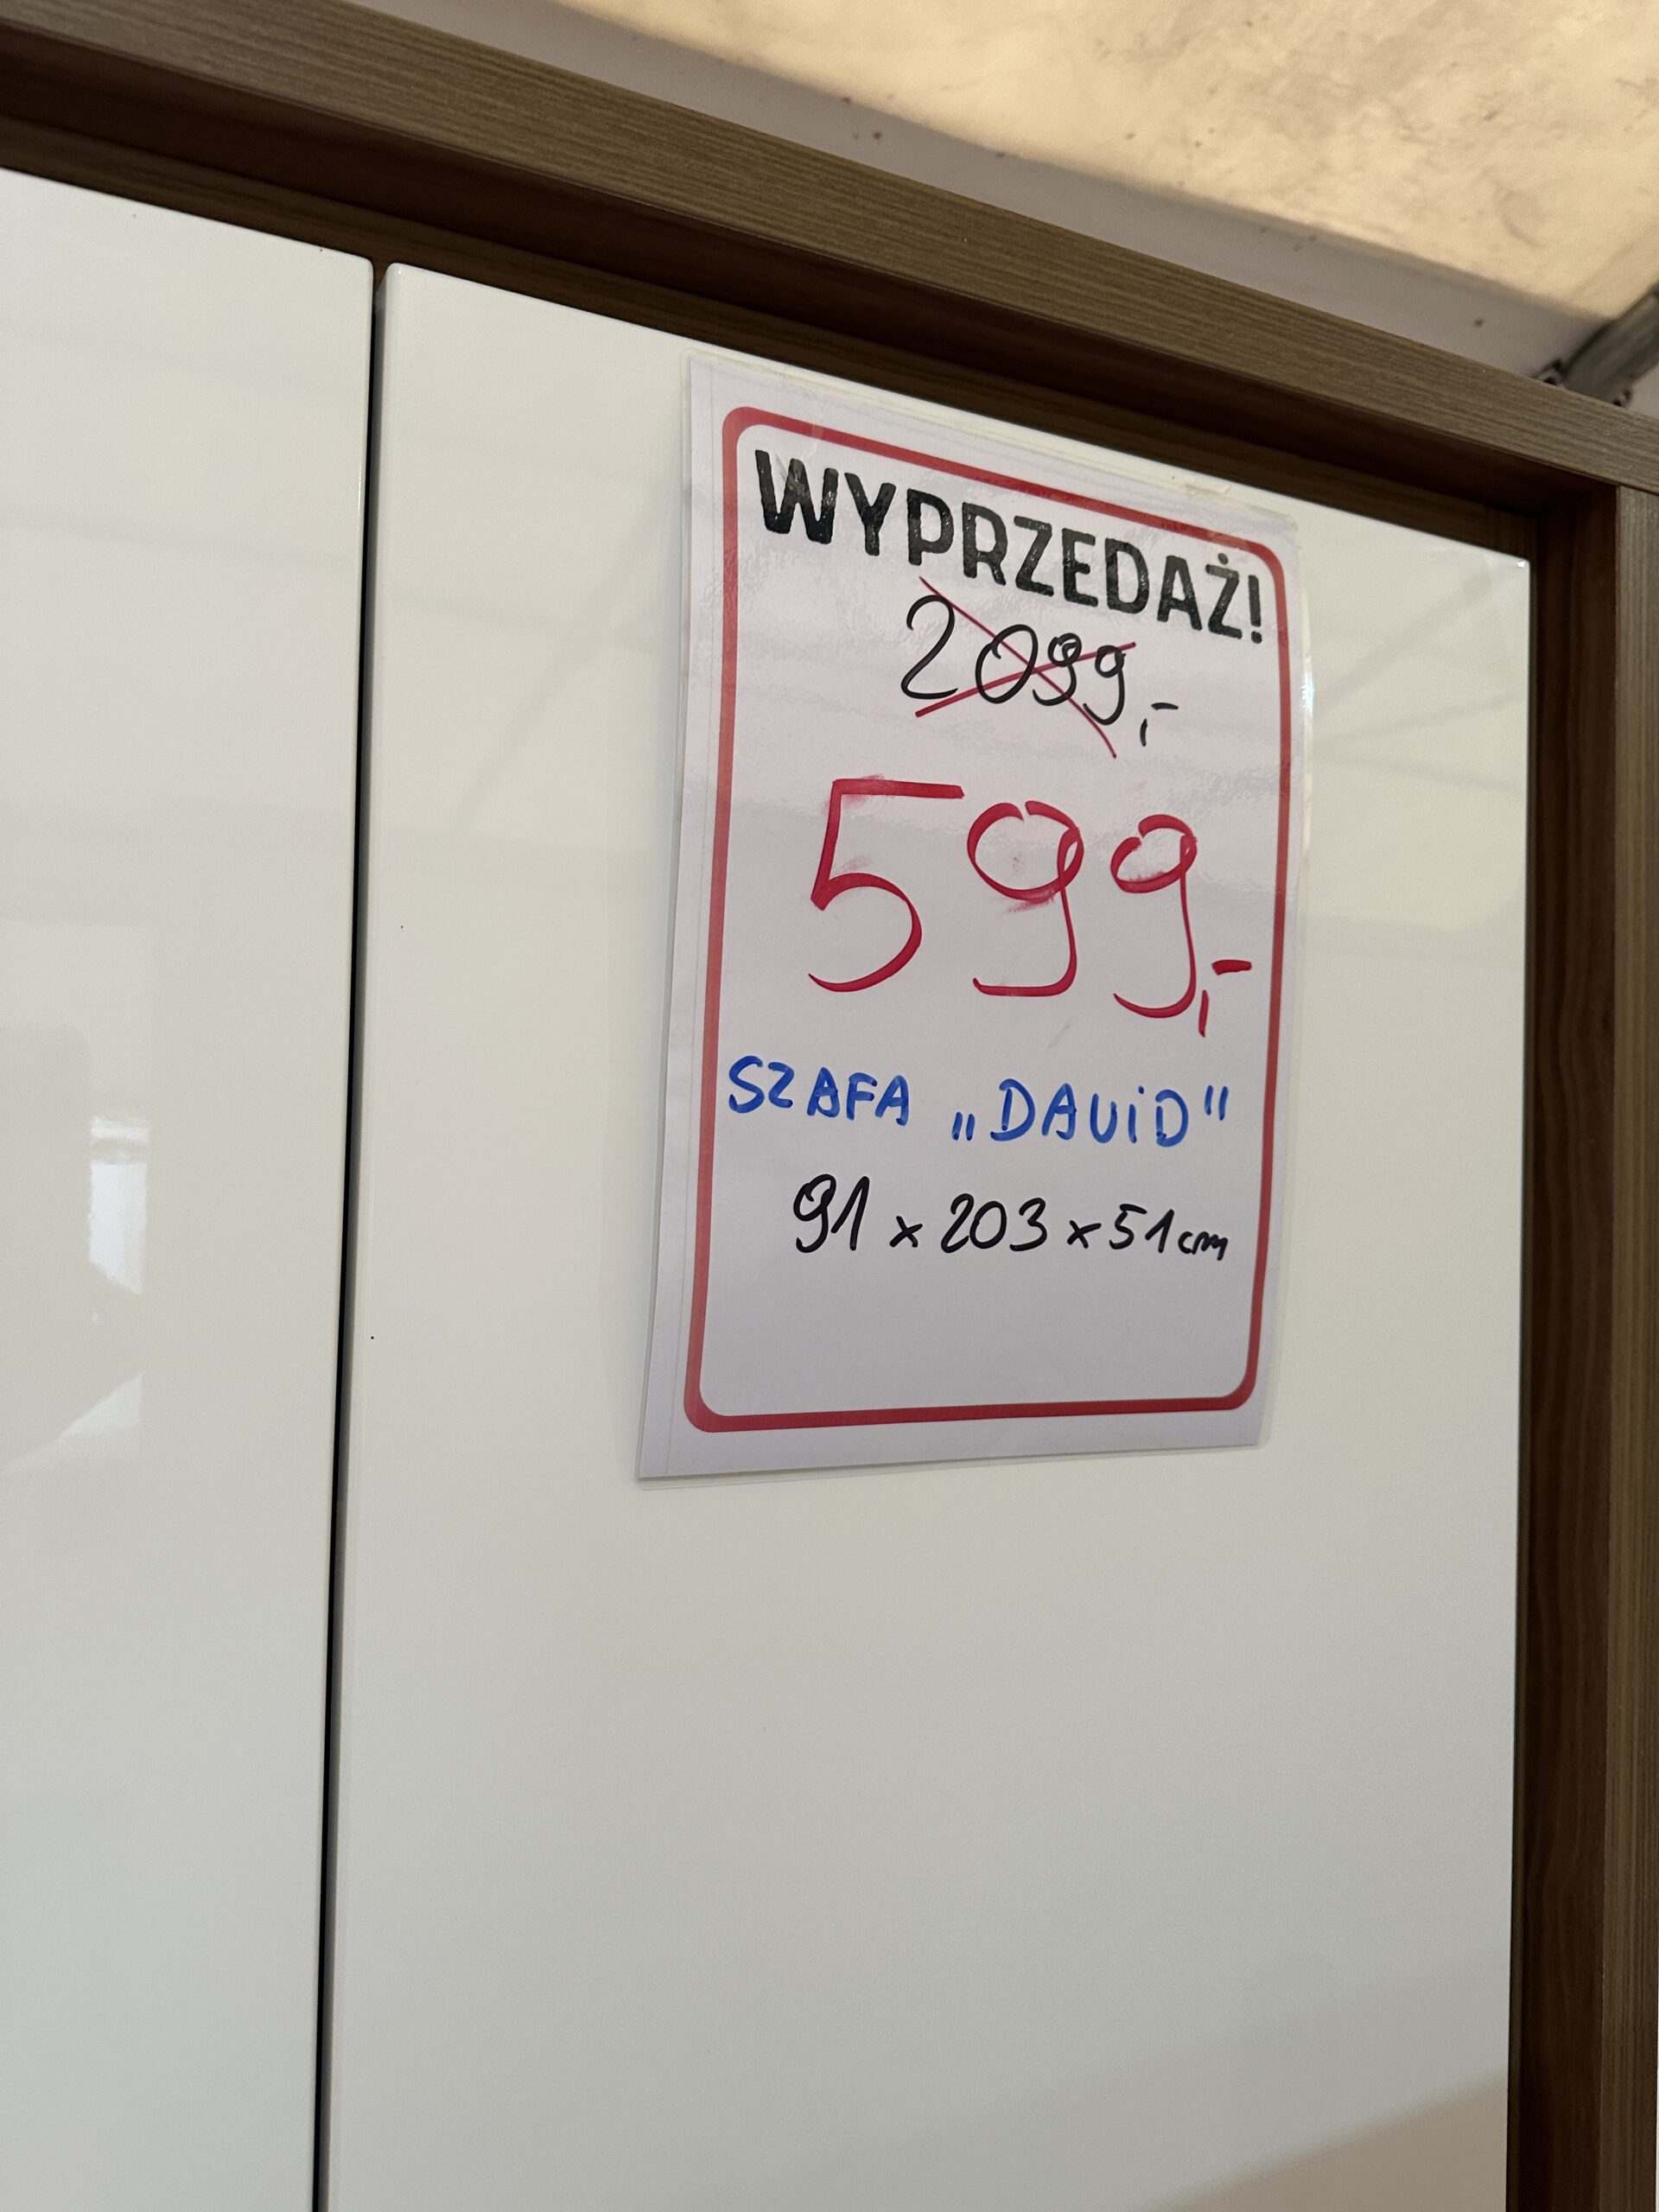 WYPRZEDAŻ!
2099,-
599,-
SZAFA „DAViD"
91 x 203 x 51 cm